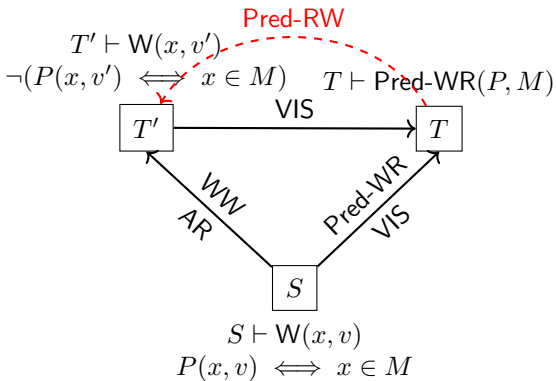 Pred-RW
T′ ⊢ W(x, v′)
¬(P(x, v′) ⟺ x ∈ M)
T ⊢ Pred-WR(P, M)
T′
VIS
T
WW
AR
Pred-WR
VIS
S
S ⊢ W(x, v)
P(x, v) ⟺ x ∈ M